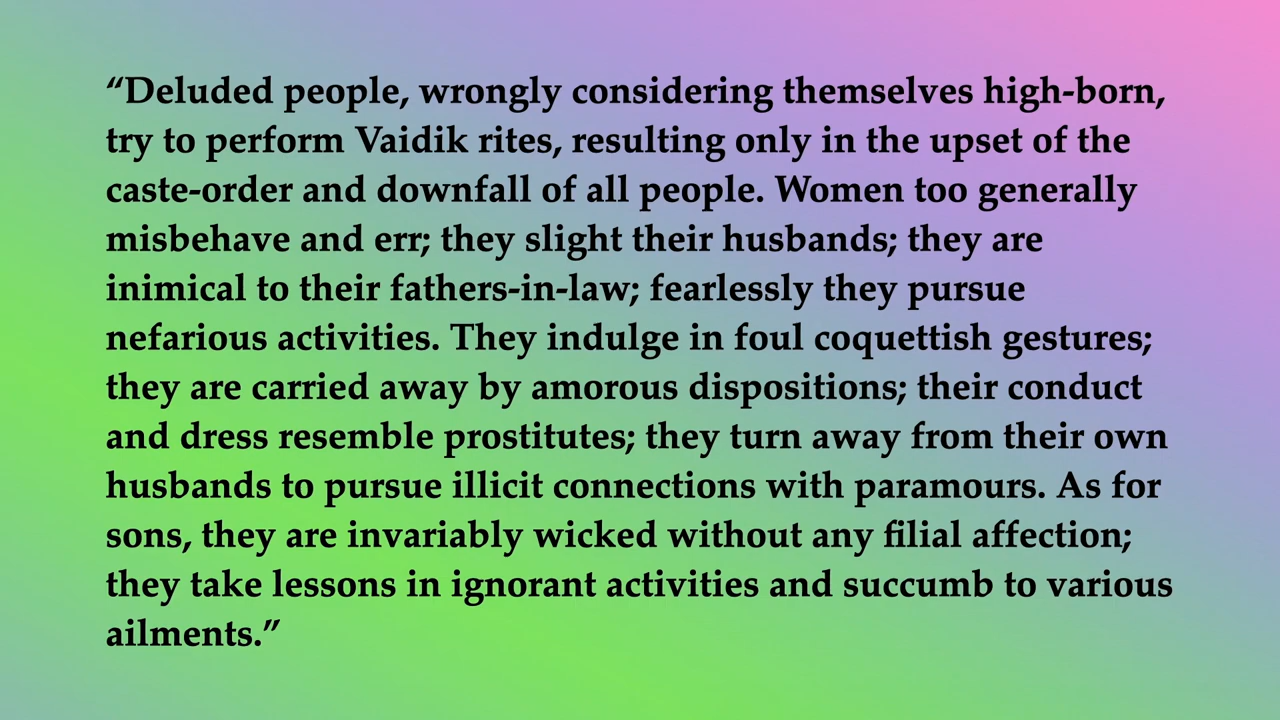 “Deluded people, wrongly considering themselves high-born,
try to perform Vaidik rites, resulting only in the upset of the
caste-order and downfall of all people. Women too generally
misbehave and err; they slight their husbands; they are
inimical to their fathers-in-law; fearlessly they pursue
nefarious activities. They indulge in foul coquettish gestures;
they are carried away by amorous dispositions; their conduct
and dress resemble prostitutes; they turn away from their own
husbands to pursue illicit connections with paramours. As for
sons, they are invariably wicked without any filial affection;
they take lessons in ignorant activities and succumb to various
ailments.”